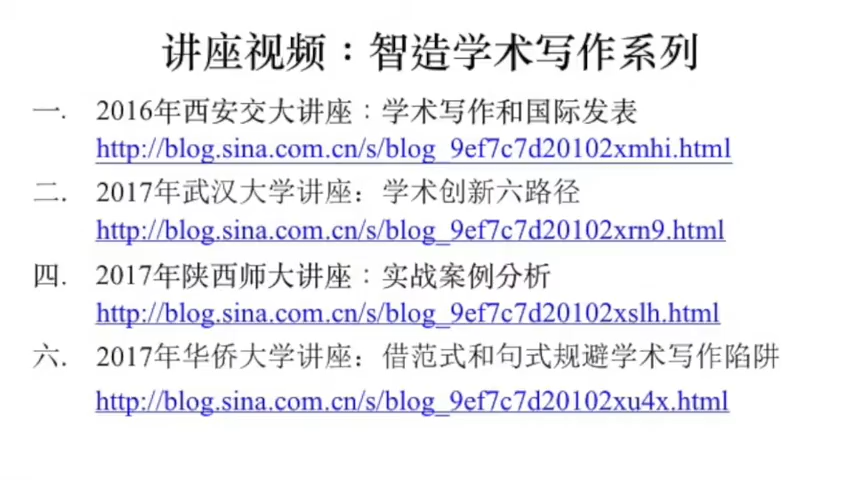 讲座视频：智造学术写作系列
一. 2016年西安交大讲座：学术写作和国际发表
http://blog.sina.com.cn/s/blog_9ef7c7d20102xmhi.html
二. 2017年武汉大学讲座：学术创新六路径
http://blog.sina.com.cn/s/blog_9ef7c7d20102xrn9.html
四. 2017年陕西师大讲座：实战案例分析
http://blog.sina.com.cn/s/blog_9ef7c7d20102xslh.html
六. 2017年华侨大学讲座：借范式和句式规避学术写作陷阱
http://blog.sina.com.cn/s/blog_9ef7c7d20102xu4x.html